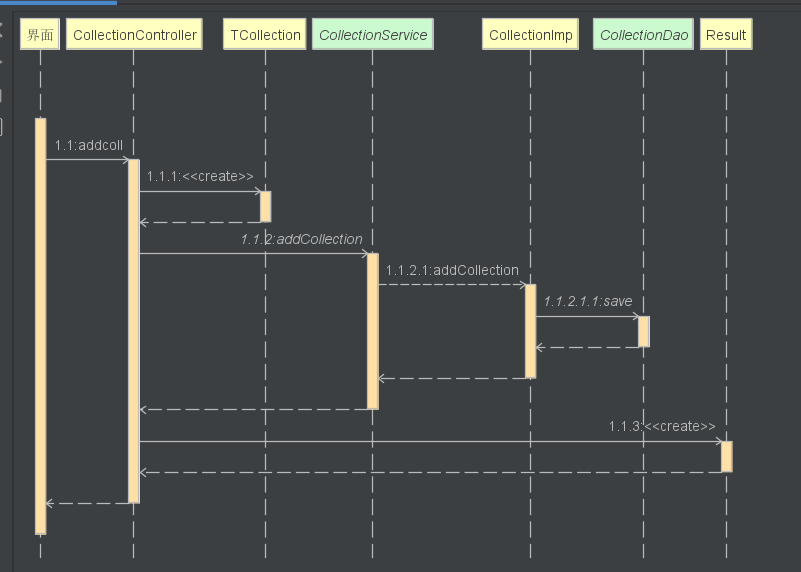 界面
CollectionController
TCollection
CollectionService
CollectionImp
CollectionDao
Result
1.1:addcoll
1.1.1:<<create>>
1.1.2:addCollection
1.1.2.1:addCollection
1.1.2.1.1:save
1.1.3:<<create>>